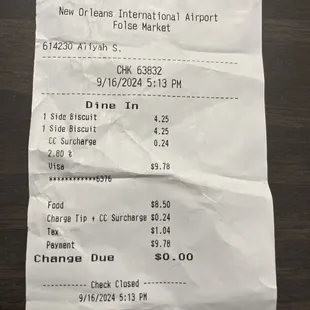 New Orleans International Airport
Folse Market
614230 Aliyah S.
CHK 63832
9/16/2024 5:13 PM
Dine In
1 Side Biscuit 4.25
1 Side Biscuit 4.25
CC Surcharge 0.24
2.80 %
Visa $9.78
************6376
Food $8.50
Charge Tip + CC Surcharge $0.24
Tax $1.04
Payment $9.78
Change Due $0.00
---------- Check Closed ----------
9/16/2024 5:13 PM